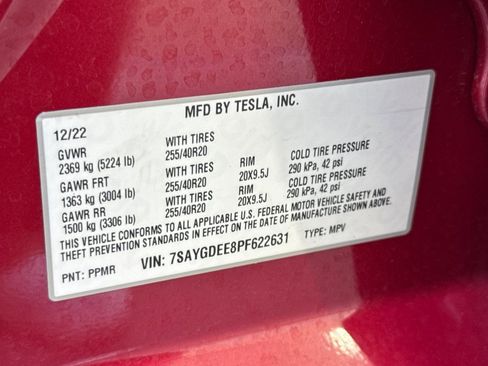 MFD BY TESLA, INC.
12/22
GVWR WITH TIRES COLD TIRE PRESSURE
2369 kg (5224 lb) 255/40R20 RIM 290 kPa, 42 psi
GAWR FRT WITH TIRES 20X9.5J COLD TIRE PRESSURE
1363 kg (3004 lb) 255/40R20 RIM 290 kPa, 42 psi
GAWR RR WITH TIRES 20X9.5J
1500 kg (3306 lb) 255/40R20
THIS VEHICLE CONFORMS TO ALL APPLICABLE U.S. FEDERAL MOTOR VEHICLE SAFETY AND
THEFT PREVENTION STANDARDS IN EFFECT ON THE DATE OF MANUFACTURE SHOWN ABOVE.
PNT: PPMR VIN: 7SAYGDEE8PF622631 TYPE: MPV